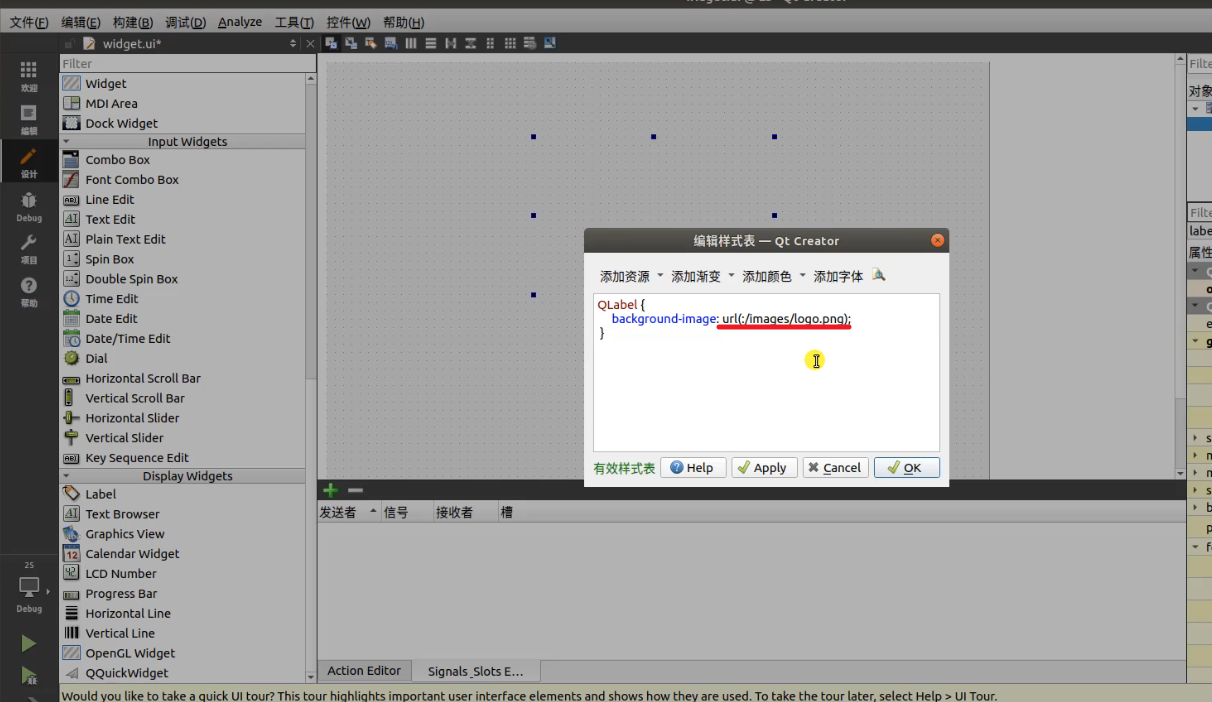 文件(F) 编辑(E) 构建(B) 调试(D) Analyze 工具(T) 控件(W) 帮助(H)
widget.ui*
Filter
欢迎
编辑
设计
Debug
项目
帮助
25
Debug
Widget
MDI Area
Dock Widget
Input Widgets
Combo Box
Font Combo Box
Line Edit
Text Edit
Plain Text Edit
Spin Box
Double Spin Box
Time Edit
Date Edit
Date/Time Edit
Dial
Horizontal Scroll Bar
Vertical Scroll Bar
Horizontal Slider
Vertical Slider
Key Sequence Edit
Display Widgets
Label
Text Browser
Graphics View
Calendar Widget
LCD Number
Progress Bar
Horizontal Line
Vertical Line
OpenGL Widget
QQuickWidget
编辑样式表 — Qt Creator
添加资源 添加渐变 添加颜色 添加字体
QLabel {
background-image: url(:/images/logo.png);
}
有效样式表 Help Apply Cancel OK
发送者 信号 接收者 槽
Action Editor Signals_Slots E...
对象
属性
Would you like to take a quick UI tour? This tour highlights important user interface elements and shows how they are used. To take the tour later, select Help > UI Tour.